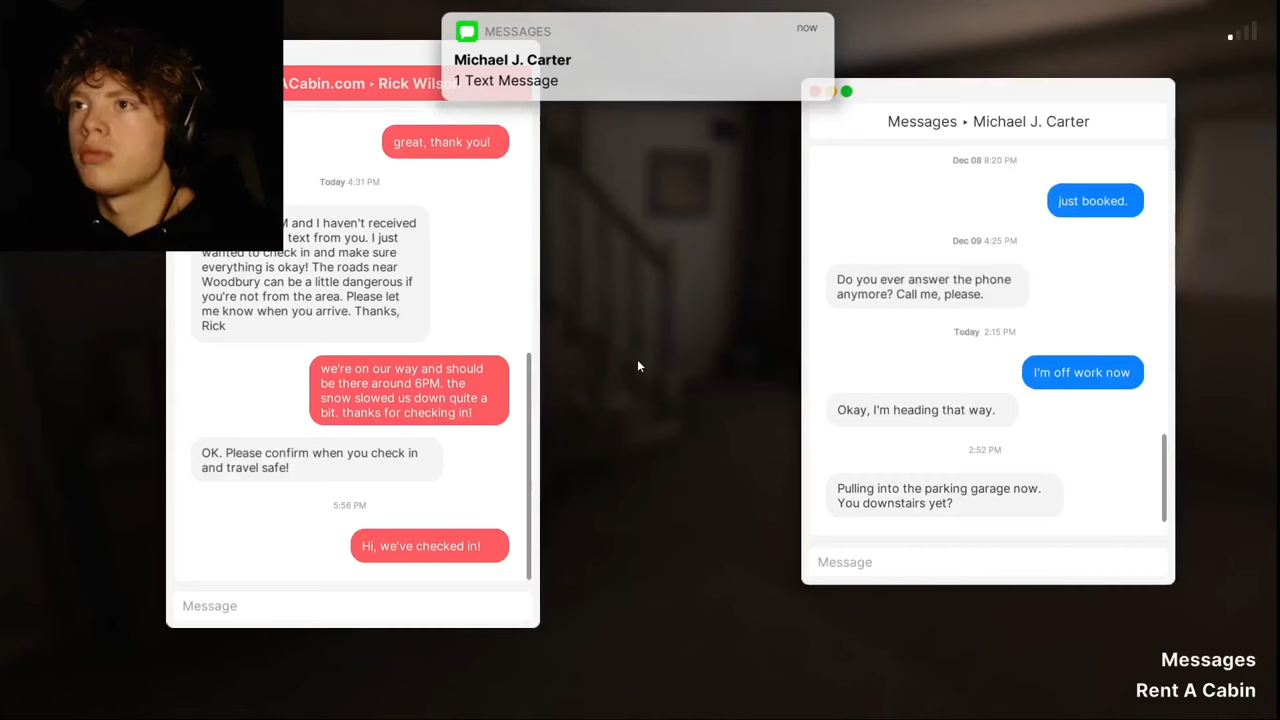 MESSAGES
now
Michael J. Carter
1 Text Message
ACabin.com ▸ Rick
great, thank you!
Today 4:31 PM
and I haven't received
text from you. I just
wanted to check in and make sure
everything is okay! The roads near
Woodbury can be a little dangerous if
you're not from the area. Please let
me know when you arrive. Thanks,
Rick
we're on our way and should
be there around 6PM. the
snow slowed us down quite a
bit. thanks for checking in!
OK. Please confirm when you check in
and travel safe!
5:56 PM
Hi, we've checked in!
Message
Messages ▸ Michael J. Carter
Dec 08 8:20 PM
just booked.
Dec 09 4:25 PM
Do you ever answer the phone
anymore? Call me, please.
Today 2:15 PM
I'm off work now
Okay, I'm heading that way.
2:52 PM
Pulling into the parking garage now.
You downstairs yet?
Message
Messages
Rent A Cabin